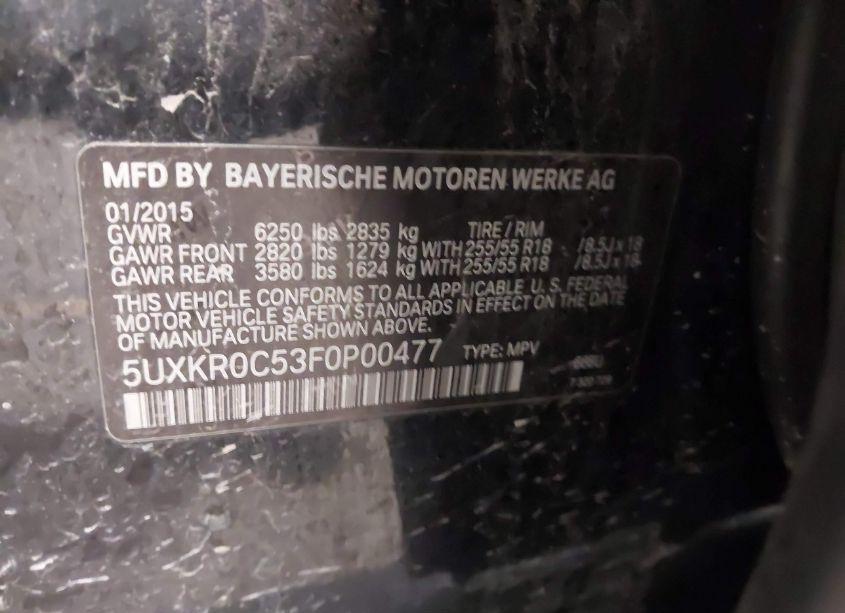 MFD BY BAYERISCHE MOTOREN WERKE AG
01/2015
GVWR 6250 lbs 2835 kg TIRE / RIM
GAWR FRONT 2820 lbs 1279 kg WITH 255/55 R18 /8.5J x 18
GAWR REAR 3580 lbs 1624 kg WITH 255/55 R18 /8.5J x 18
THIS VEHICLE CONFORMS TO ALL APPLICABLE U. S. FEDERAL
MOTOR VEHICLE SAFETY STANDARDS IN EFFECT ON THE DATE
OF MANUFACTURE SHOWN ABOVE.
5UXKR0C53F0P00477 TYPE: MPV